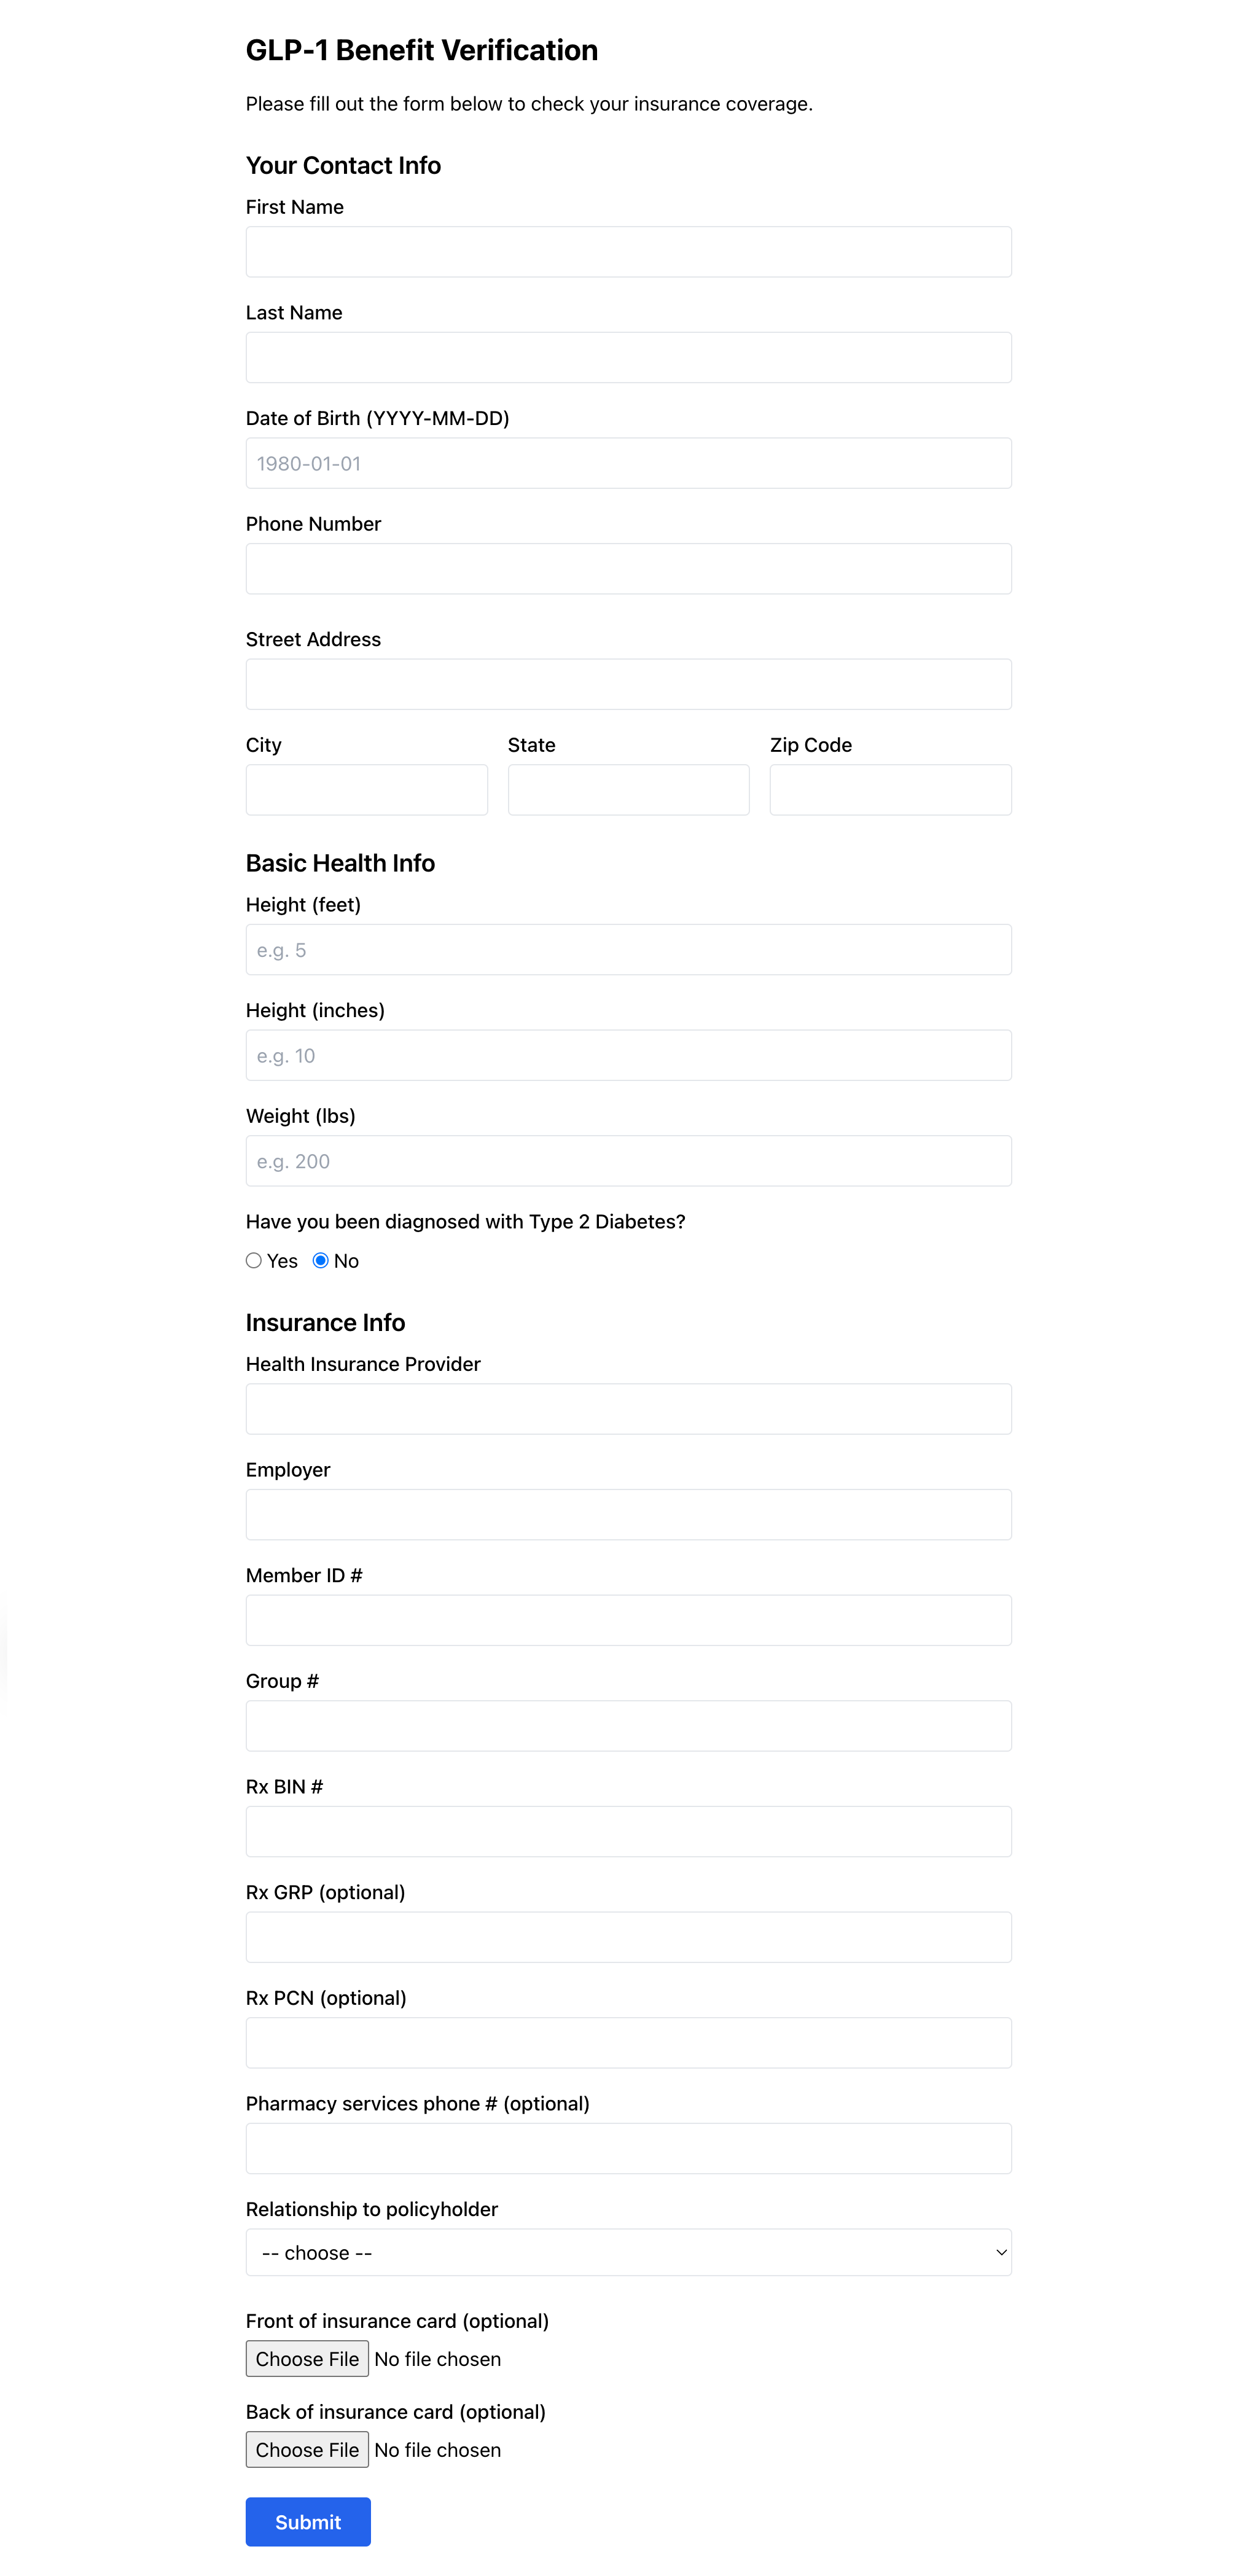 GLP-1 Benefit Verification
Please fill out the form below to check your insurance coverage.
Your Contact Info
First Name
Last Name
Date of Birth (YYYY-MM-DD)
1980-01-01
Phone Number
Street Address
City State Zip Code
Basic Health Info
Height (feet)
e.g. 5
Height (inches)
e.g. 10
Weight (lbs)
e.g. 200
Have you been diagnosed with Type 2 Diabetes?
Yes No
Insurance Info
Health Insurance Provider
Employer
Member ID #
Group #
Rx BIN #
Rx GRP (optional)
Rx PCN (optional)
Pharmacy services phone # (optional)
Relationship to policyholder
-- choose --
Front of insurance card (optional)
Choose File No file chosen
Back of insurance card (optional)
Choose File No file chosen
Submit